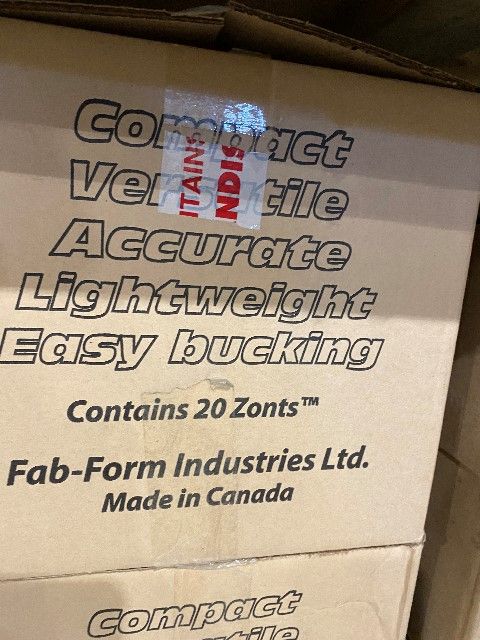 Compact
Versatile
Accurate
Lightweight
Easy bucking
Contains 20 Zonts™
Fab-Form Industries Ltd.
Made in Canada
compact